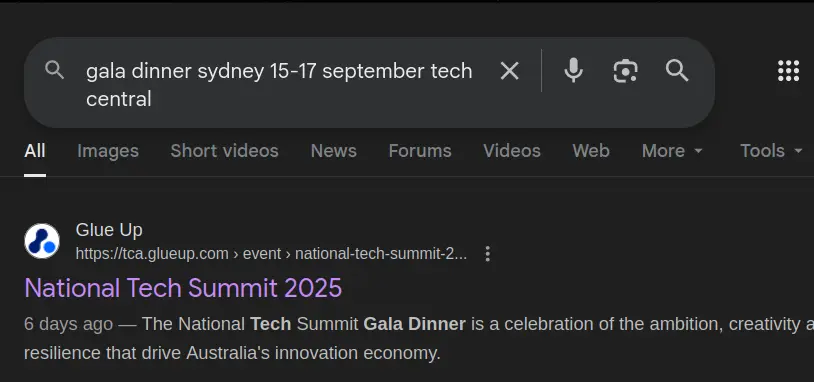 gala dinner sydney 15-17 september tech
central
All Images Short videos News Forums Videos Web More Tools
Glue Up
https://tca.glueup.com › event › national-tech-summit-2...
National Tech Summit 2025
6 days ago — The National Tech Summit Gala Dinner is a celebration of the ambition, creativity a
resilience that drive Australia's innovation economy.